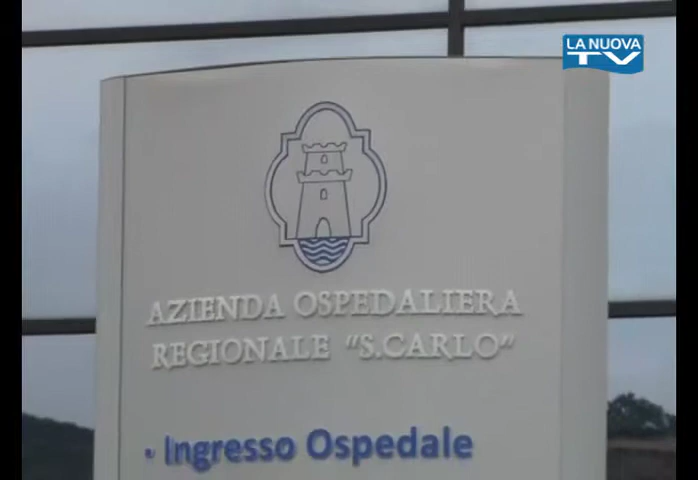 LA NUOVA
TV
AZIENDA OSPEDALIERA
REGIONALE "S.CARLO"
• Ingresso Ospedale